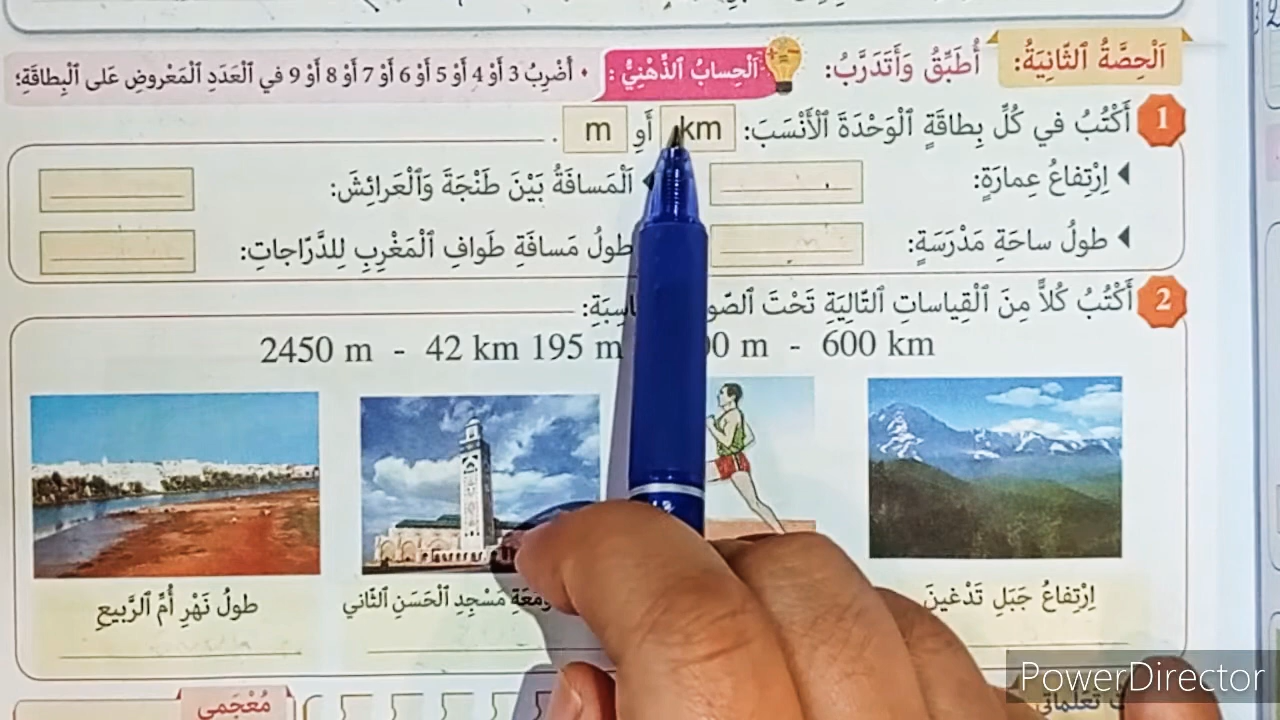 اَلْحِصَّةُ ٱلثّانِيَةُ: أُطَبِّقُ وَأَتَدَرَّبُ: اَلْحِسابُ ٱلذِّهْنِيُّ: • أَضْرِبُ 3 أَوْ 4 أَوْ 5 أَوْ 6 أَوْ 7 أَوْ 8 أَوْ 9 في ٱلْعَدَدِ ٱلْمَعْروضِ عَلى ٱلْبِطاقَةِ؛
1 أَكْتُبُ في كُلِّ بِطاقَةٍ ٱلْوَحْدَةَ ٱلْأَنْسَبَ: km أَوِ m .
اِرْتِفاعُ عِمارَةٍ:
اَلْمَسافَةُ بَيْنَ طَنْجَةَ وَٱلْعَرائِشَ:
طولُ ساحَةِ مَدْرَسَةٍ:
طولُ مَسافَةِ طَوافِ ٱلْمَغْرِبِ لِلدَّرّاجاتِ:
2 أَكْتُبُ كُلاًّ مِنَ ٱلْقِياساتِ ٱلتّالِيَةِ تَحْتَ
2450 m - 42 km 195 m m - 600 km
اِرْتِفاعُ جَبَلِ تَدْغينَ
مَسْجِدِ ٱلْحَسَنِ ٱلثّاني
طولُ نَهْرِ أُمِّ ٱلرَّبيعِ
مُعْجَمي
PowerDirector